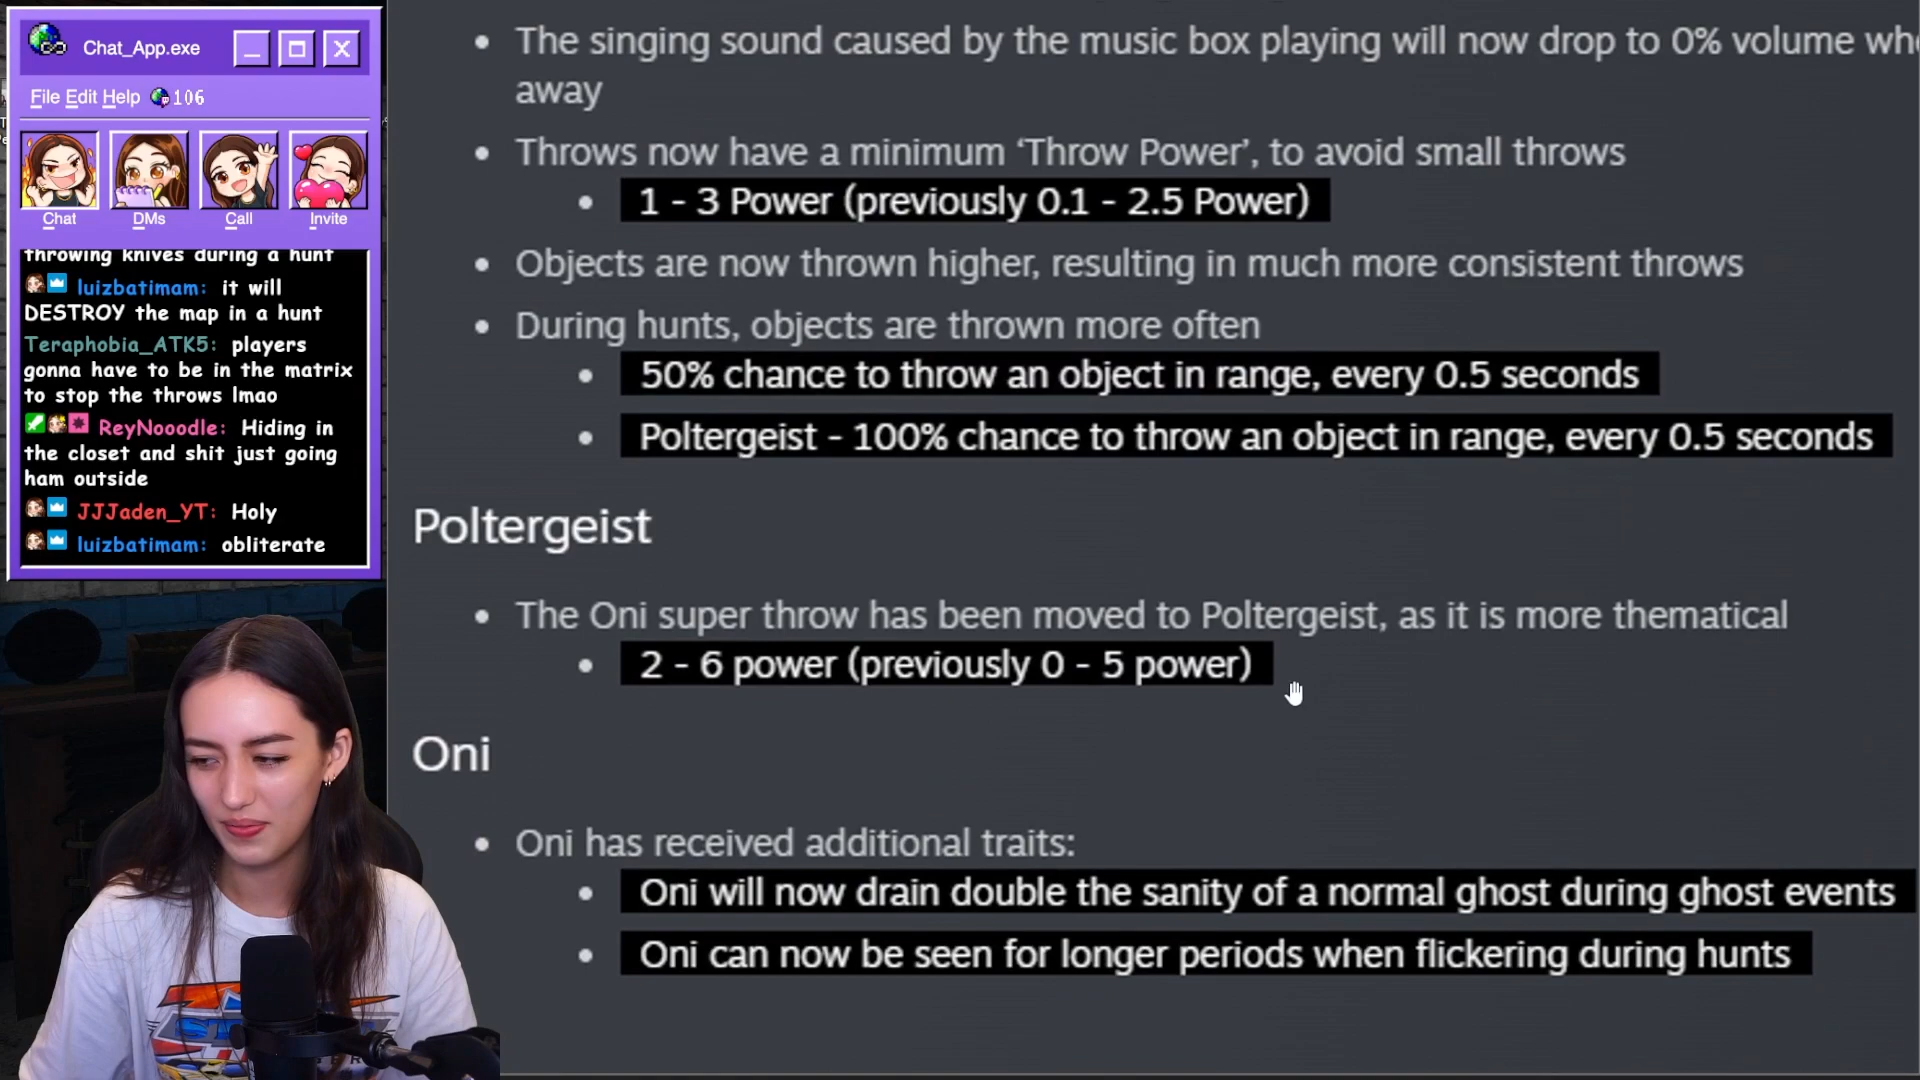 Chat_App.exe
File Edit Help 106
Chat DMs Call Invite
throwing knives during a hunt
luizbatimam: it will
DESTROY the map in a hunt
Teraphobia_ATK5: players
gonna have to be in the matrix
to stop the throws lmao
ReyNooodle: Hiding in
the closet and shit just going
ham outside
JJJaden_YT: Holy
luizbatimam: obliterate
The singing sound caused by the music box playing will now drop to 0% volume
away
Throws now have a minimum ‘Throw Power’, to avoid small throws
1 - 3 Power (previously 0.1 - 2.5 Power)
Objects are now thrown higher, resulting in much more consistent throws
During hunts, objects are thrown more often
50% chance to throw an object in range, every 0.5 seconds
Poltergeist - 100% chance to throw an object in range, every 0.5 seconds
Poltergeist
The Oni super throw has been moved to Poltergeist, as it is more thematical
2 - 6 power (previously 0 - 5 power)
Oni
Oni has received additional traits:
Oni will now drain double the sanity of a normal ghost during ghost events
Oni can now be seen for longer periods when flickering during hunts